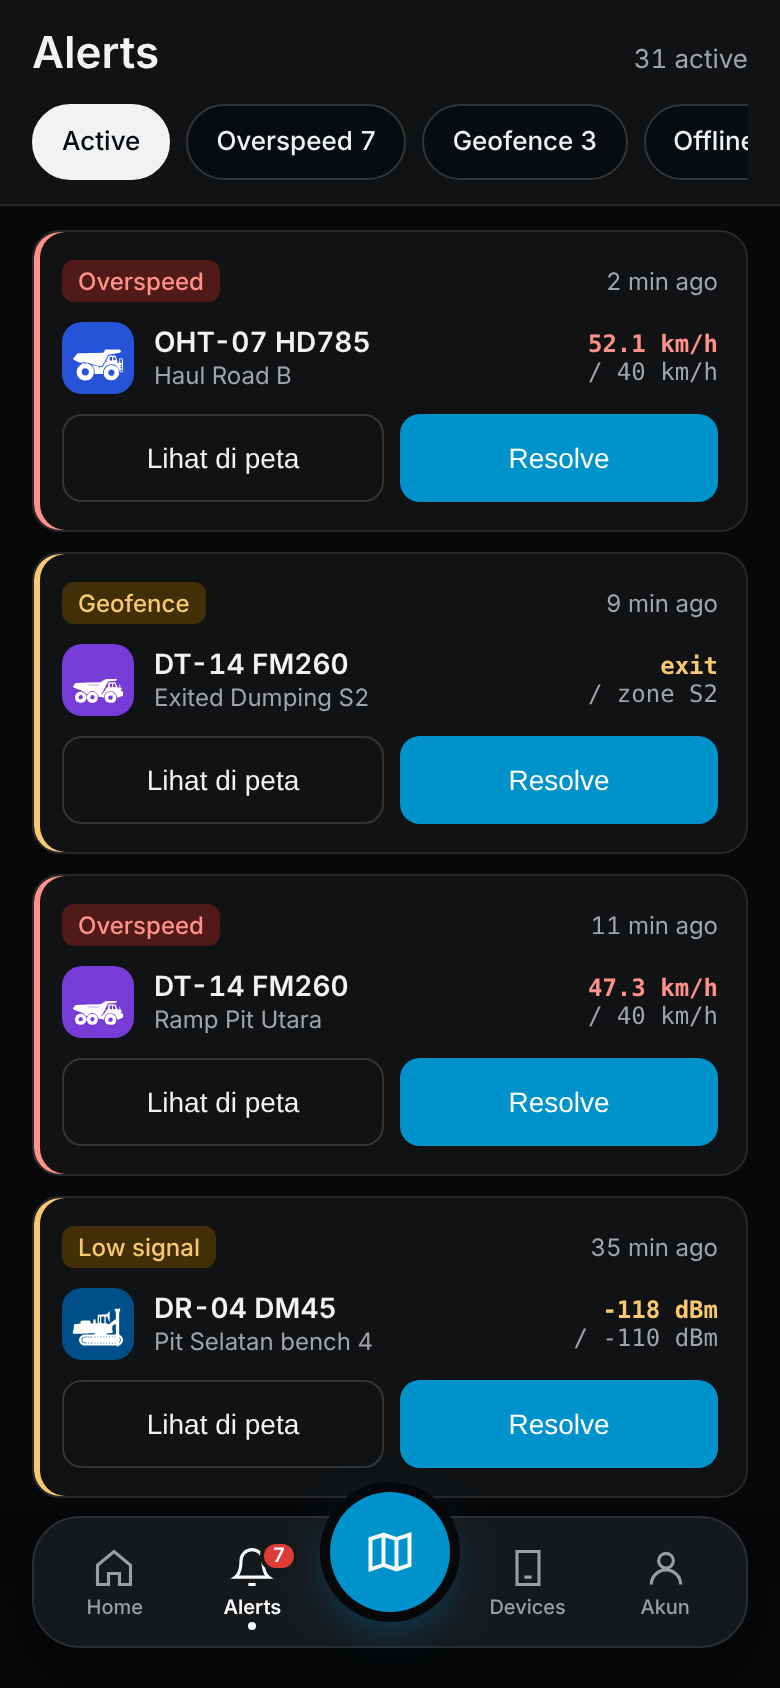 Alerts
31 active
Active
Overspeed 7
Geofence 3
Offline
Overspeed
2 min ago
OHT-07 HD785
52.1 km/h
Haul Road B
/ 40 km/h
Lihat di peta
Resolve
Geofence
9 min ago
DT-14 FM260
exit
Exited Dumping S2
/ zone S2
Lihat di peta
Resolve
Overspeed
11 min ago
DT-14 FM260
47.3 km/h
Ramp Pit Utara
/ 40 km/h
Lihat di peta
Resolve
Low signal
35 min ago
DR-04 DM45
-118 dBm
Pit Selatan bench 4
/ -110 dBm
Lihat di peta
Resolve
7
Home
Alerts
Devices
Akun